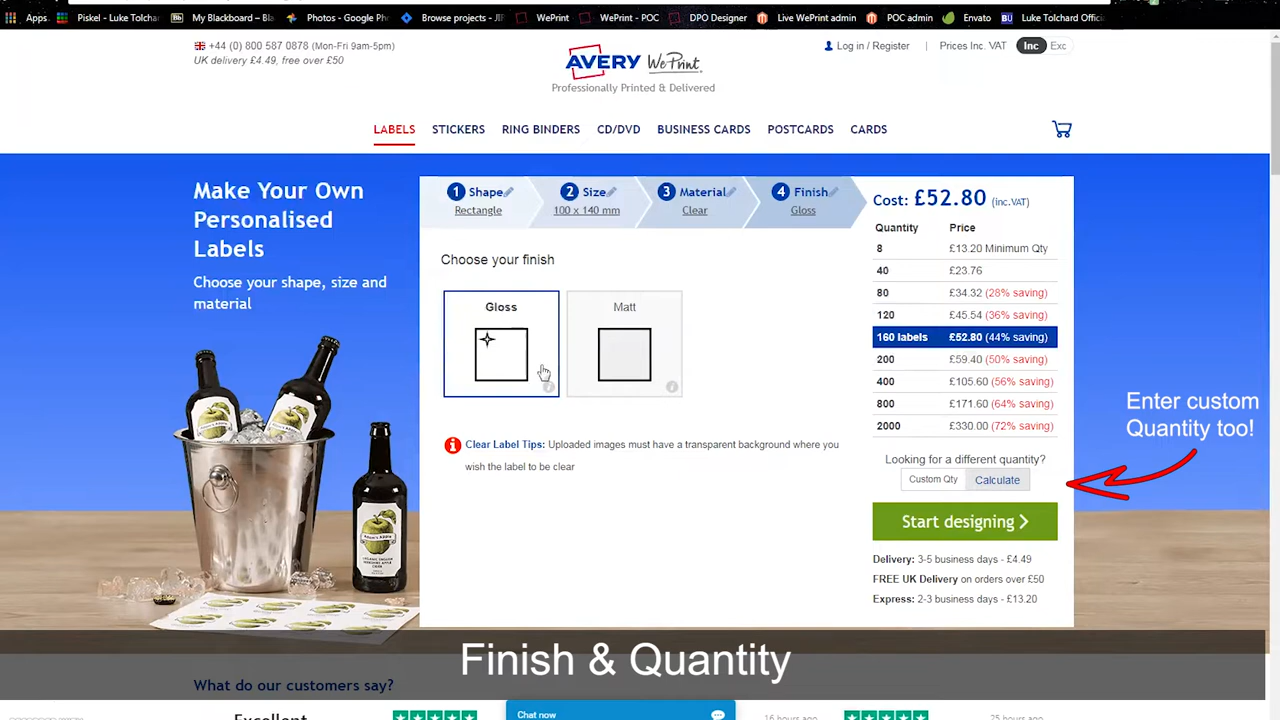 Apps
Piskel - Luke Tolchar
My Blackboard – Bla
Photos - Google Pho
Browse projects - JIR
WePrint
WePrint - POC
DPO Designer
Live WePrint admin
POC admin
Envato
Luke Tolchard Offici
+44 (0) 800 587 0878 (Mon-Fri 9am-5pm)
UK delivery £4.49, free over £50
AVERY WePrint
Professionally Printed & Delivered
Log in / Register | Prices Inc. VAT Inc Exc
LABELS STICKERS RING BINDERS CD/DVD BUSINESS CARDS POSTCARDS CARDS
Make Your Own
Personalised
Labels
Choose your shape, size and
material
1 Shape
Rectangle
2 Size
100 x 140 mm
3 Material
Clear
4 Finish
Gloss
Choose your finish
Gloss
Matt
Clear Label Tips: Uploaded images must have a transparent background where you
wish the label to be clear
Cost: £52.80 (inc.VAT)
Quantity Price
8 £13.20 Minimum Qty
40 £23.76
80 £34.32 (28% saving)
120 £45.54 (36% saving)
160 labels £52.80 (44% saving)
200 £59.40 (50% saving)
400 £105.60 (56% saving)
800 £171.60 (64% saving)
2000 £330.00 (72% saving)
Looking for a different quantity?
Custom Qty Calculate
Start designing
Delivery: 3-5 business days - £4.49
FREE UK Delivery on orders over £50
Express: 2-3 business days - £13.20
Enter custom
Quantity too!
Finish & Quantity
What do our customers say?
Excellent
Chat now
16 hours ago
25 hours ago